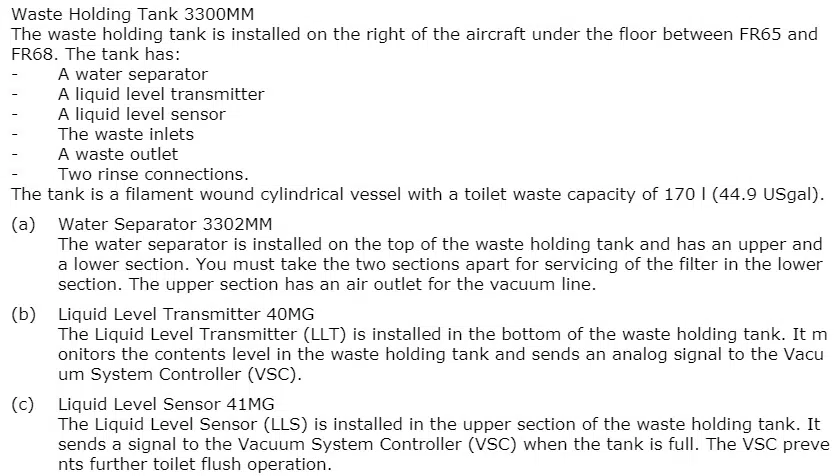 Waste Holding Tank 3300MM
The waste holding tank is installed on the right of the aircraft under the floor between FR65 and
FR68. The tank has:
- A water separator
- A liquid level transmitter
- A liquid level sensor
- The waste inlets
- A waste outlet
- Two rinse connections.
The tank is a filament wound cylindrical vessel with a toilet waste capacity of 170 l (44.9 USgal).
(a) Water Separator 3302MM
The water separator is installed on the top of the waste holding tank and has an upper and
a lower section. You must take the two sections apart for servicing of the filter in the lower
section. The upper section has an air outlet for the vacuum line.
(b) Liquid Level Transmitter 40MG
The Liquid Level Transmitter (LLT) is installed in the bottom of the waste holding tank. It m
onitors the contents level in the waste holding tank and sends an analog signal to the Vacu
um System Controller (VSC).
(c) Liquid Level Sensor 41MG
The Liquid Level Sensor (LLS) is installed in the upper section of the waste holding tank. It
sends a signal to the Vacuum System Controller (VSC) when the tank is full. The VSC preve
nts further toilet flush operation.